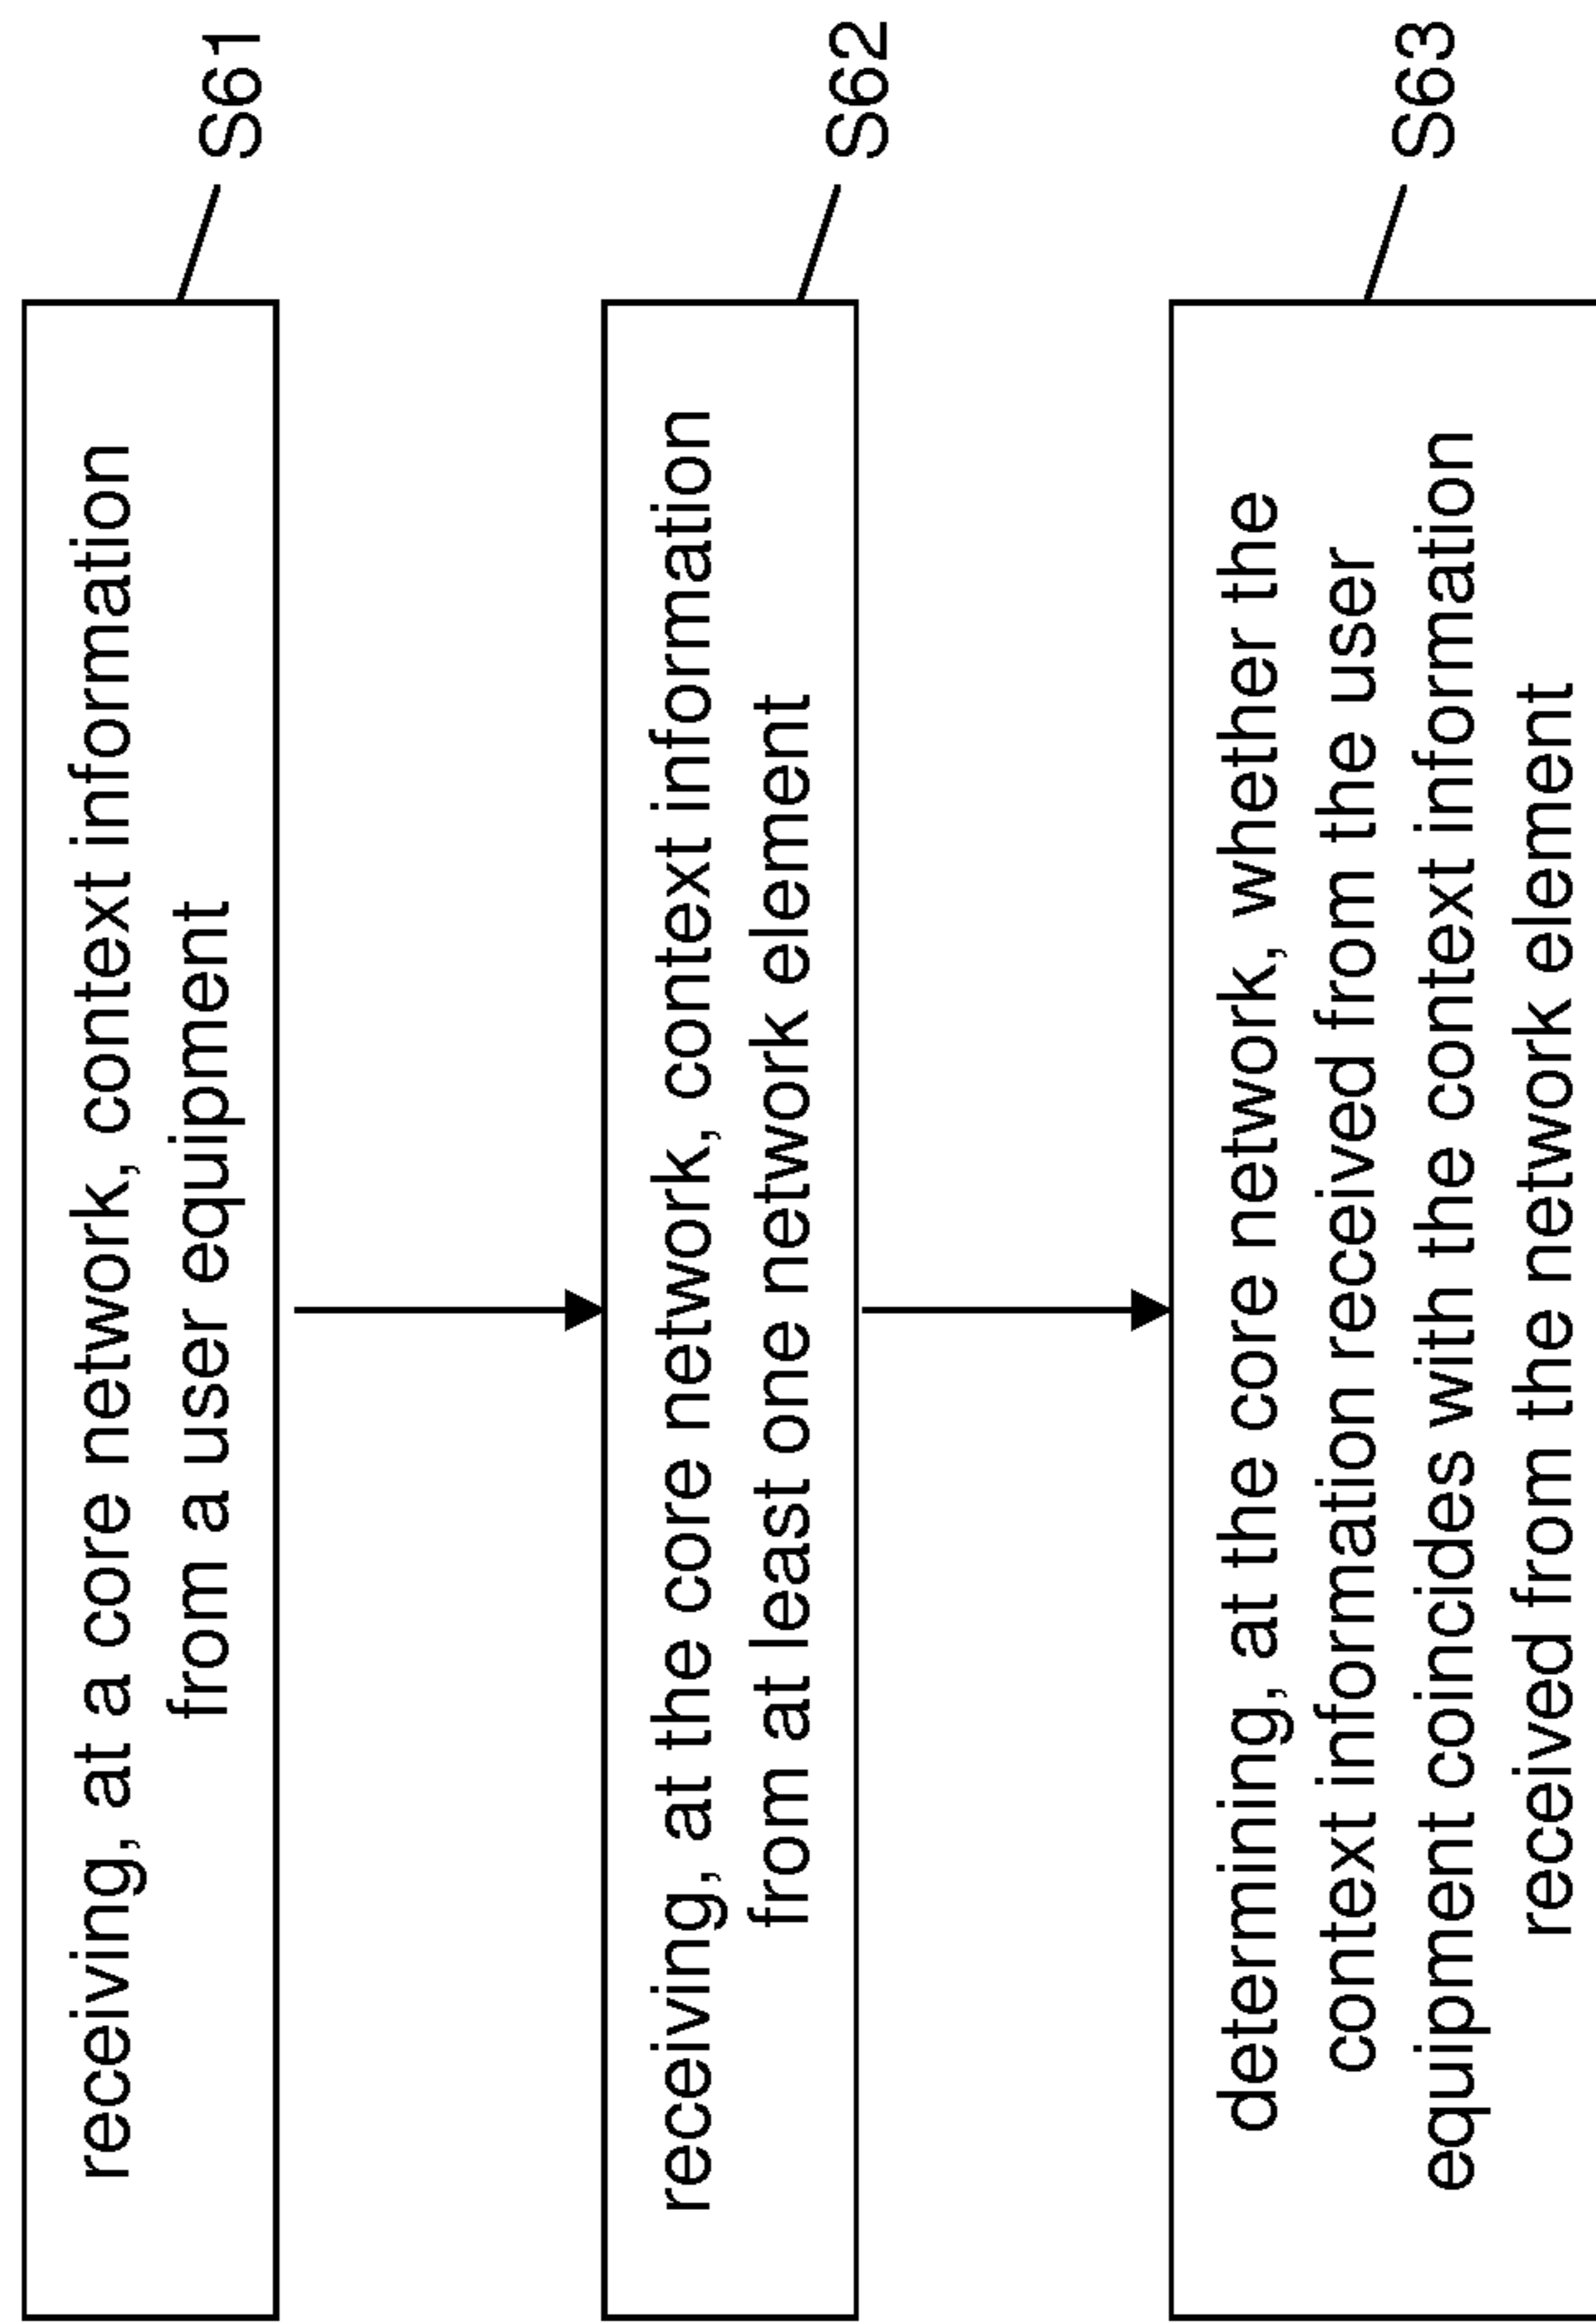 receiving, at a core network, context information
from a user equipment
S61
receiving, at the core network, context information
from at least one network element
S62
determining, at the core network, whether the
context information received from the user
equipment coincides with the context information
received from the network element
S63